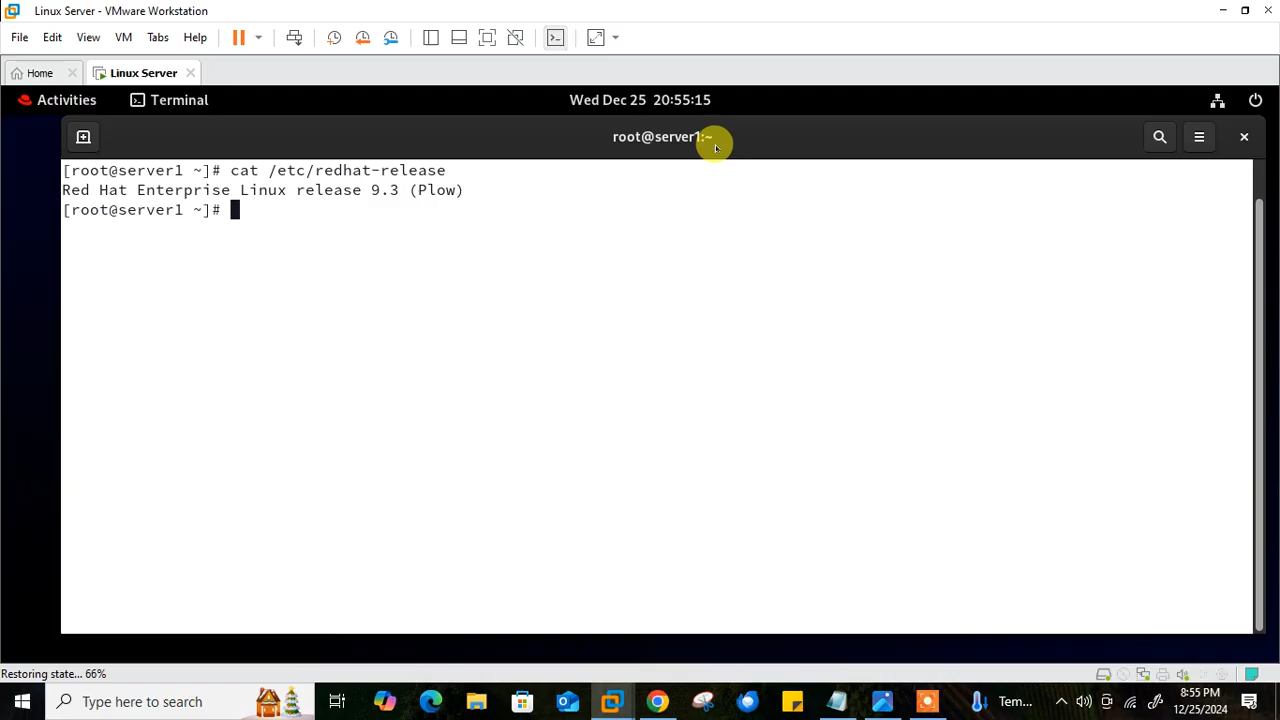 Linux Server - VMware Workstation
File Edit View VM Tabs Help
Home Linux Server
Activities Terminal Wed Dec 25 20:55:15
root@server1:~
[root@server1 ~]# cat /etc/redhat-release
Red Hat Enterprise Linux release 9.3 (Plow)
[root@server1 ~]#
Restoring state... 66%
Type here to search Tem... 8:55 PM
12/25/2024